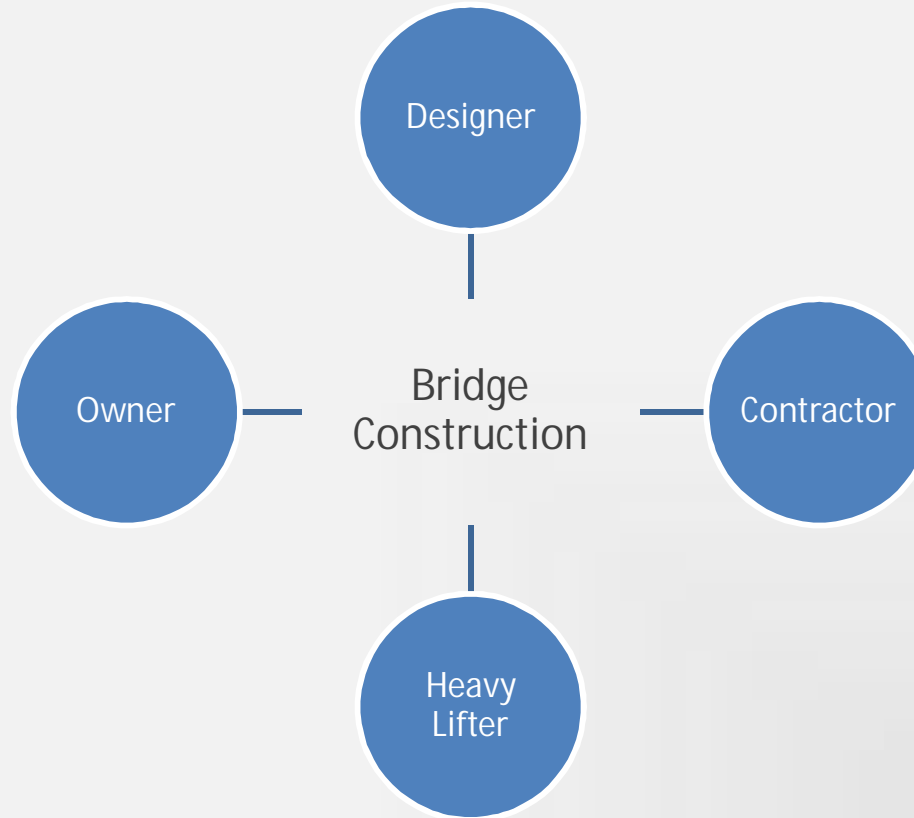 Designer
Owner
Bridge
Construction
Contractor
Heavy
Lifter